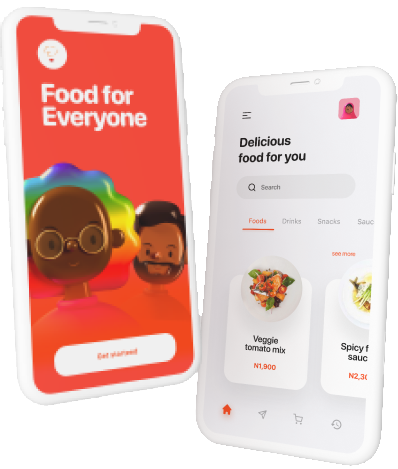 Food for
Everyone
Get started
Delicious
food for you
Search
Foods Drinks Snacks Sauc
see more
Veggie
tomato mix
N1,900
Spicy f
sauc
N2,30